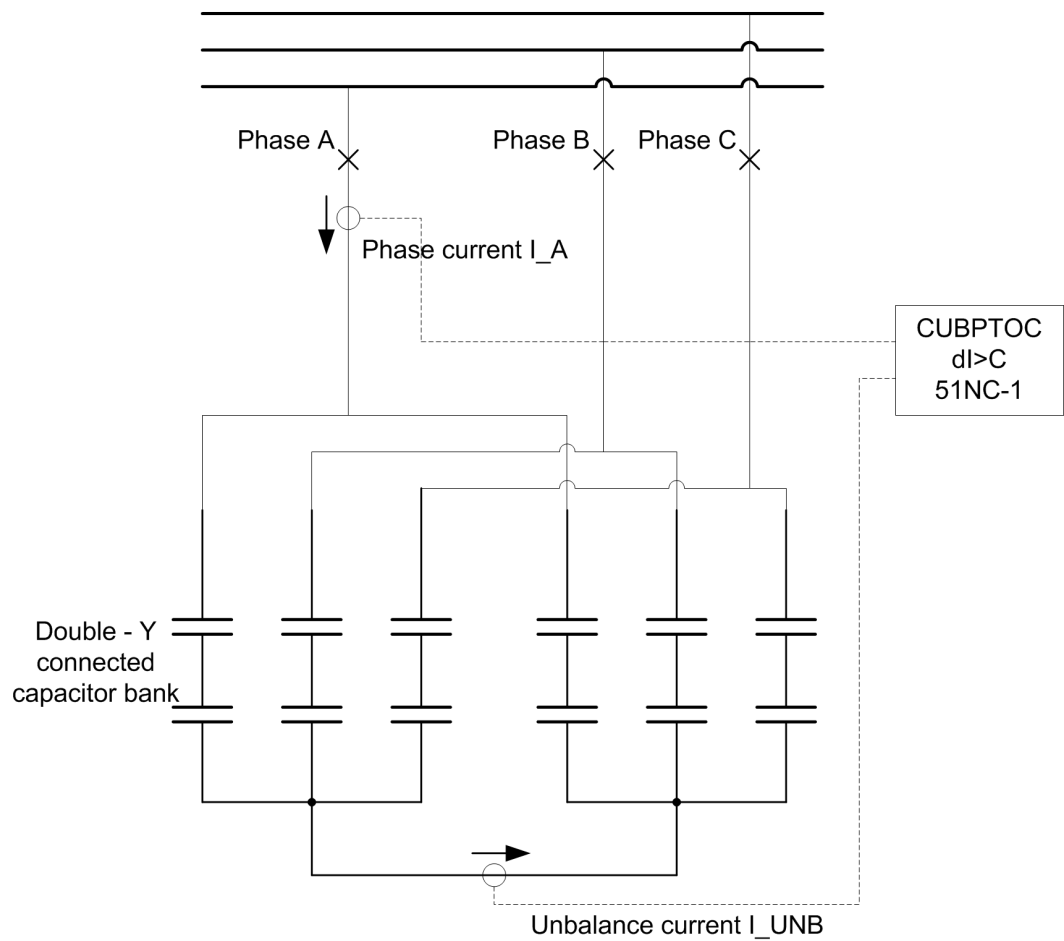 Phase A
Phase B
Phase C
Phase current I_A
CUBPTOC
dI>C
51NC-1
Double - Y
connected
capacitor bank
Unbalance current I_UNB